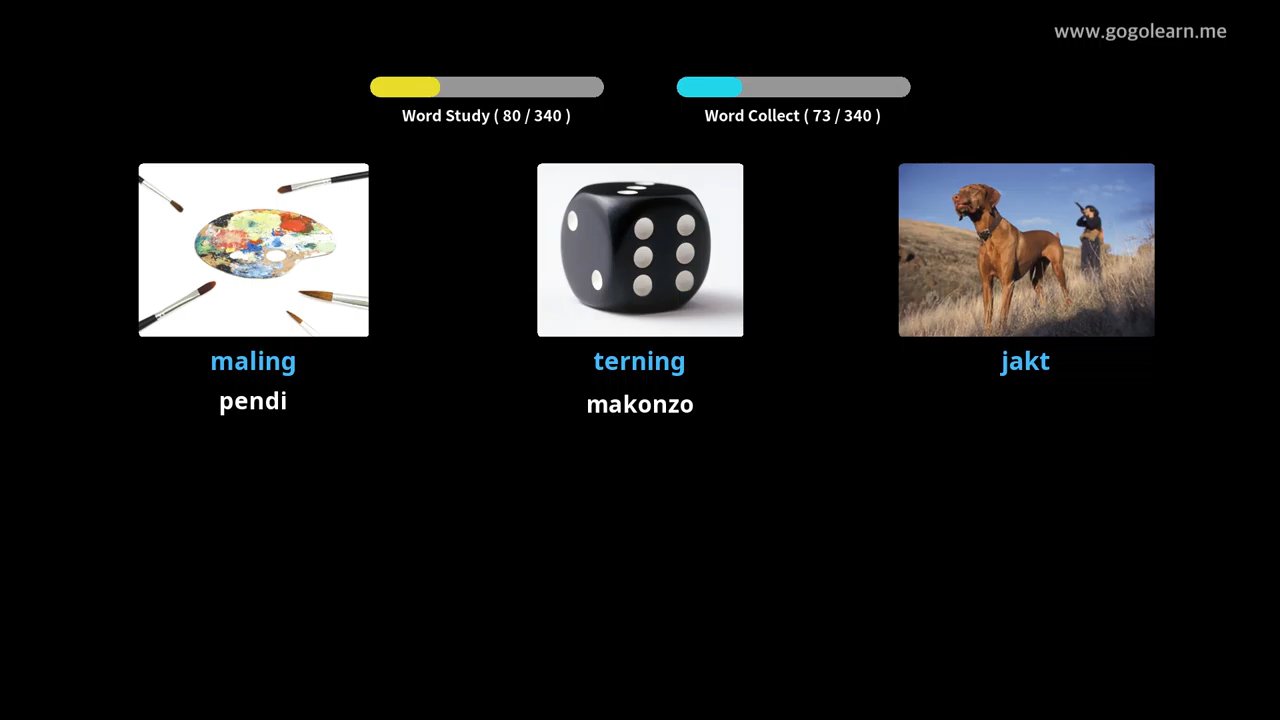 www.gogolearn.me
Word Study ( 80 / 340 )
Word Collect ( 73 / 340 )
maling
terning
jakt
pendi
makonzo